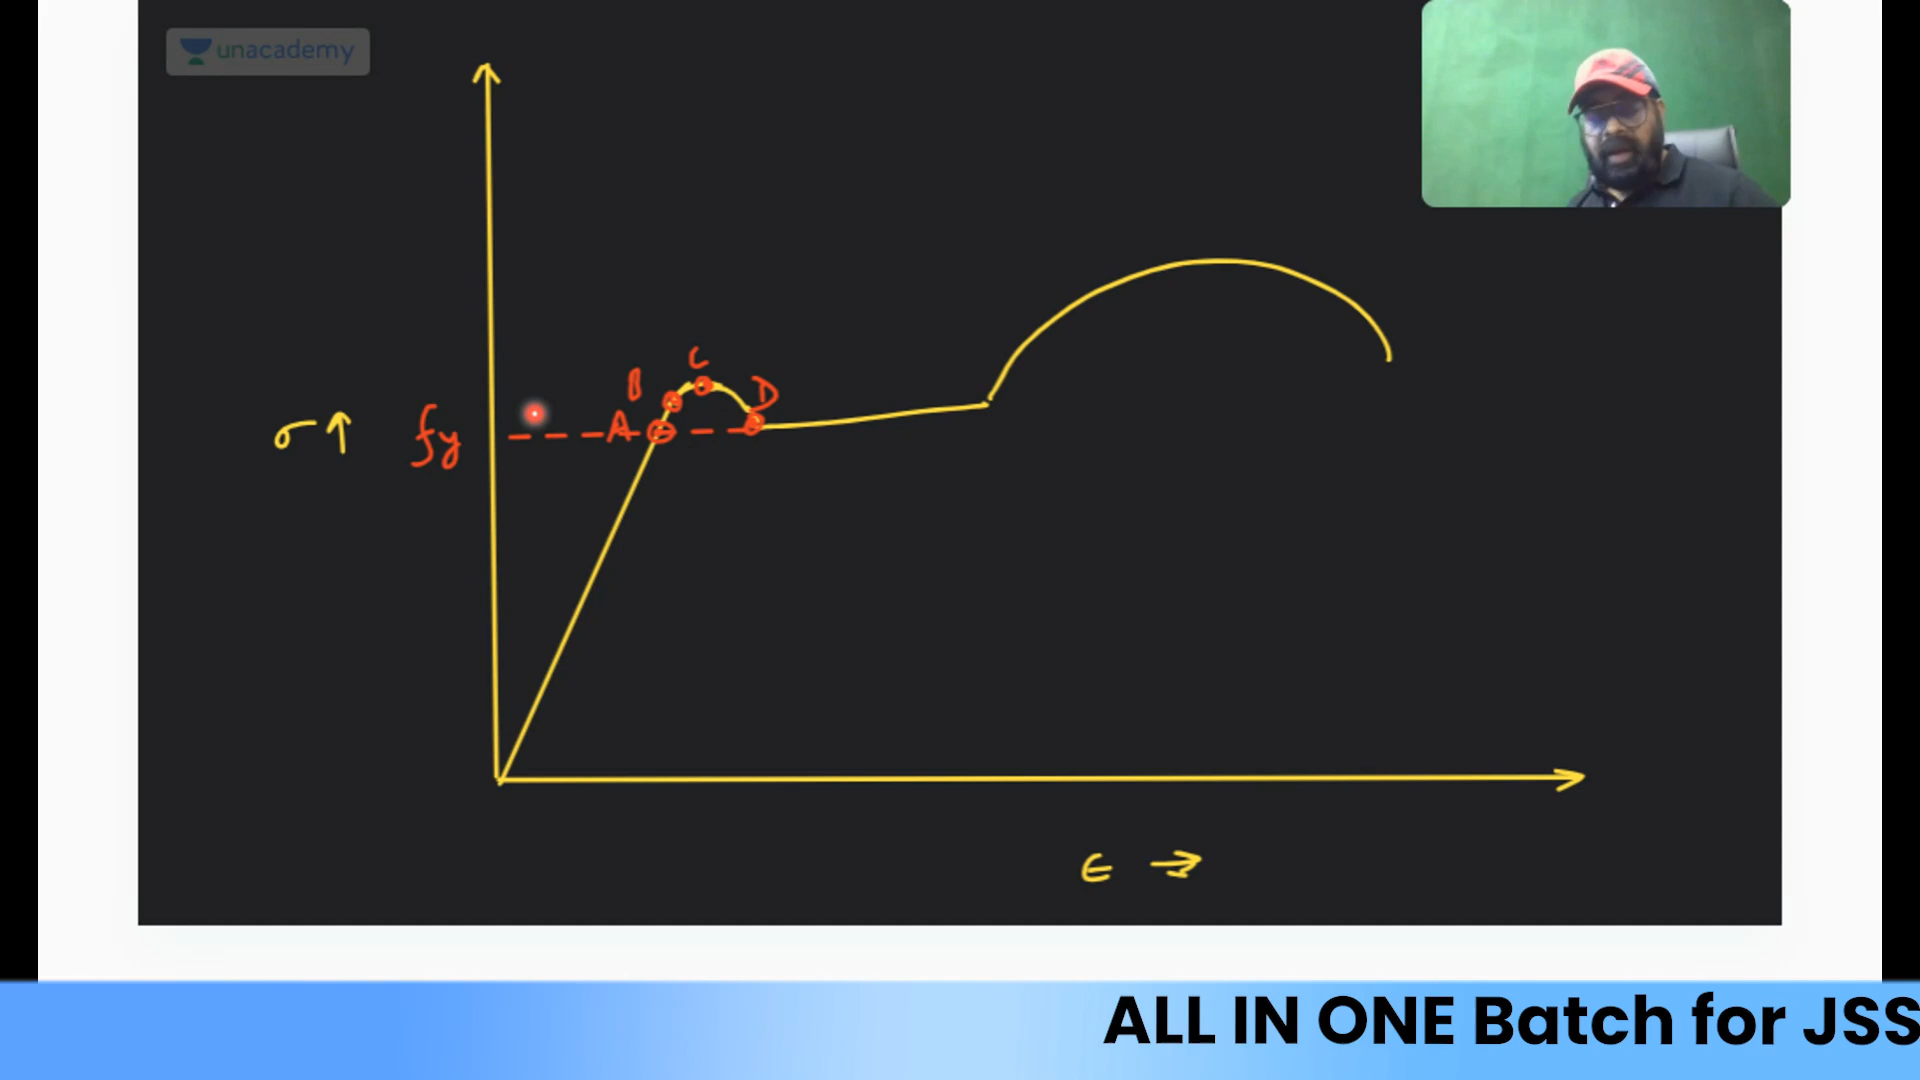 unacademy
C
B
D
A
σ↑
fy
ϵ →
ALL IN ONE Batch for JSS